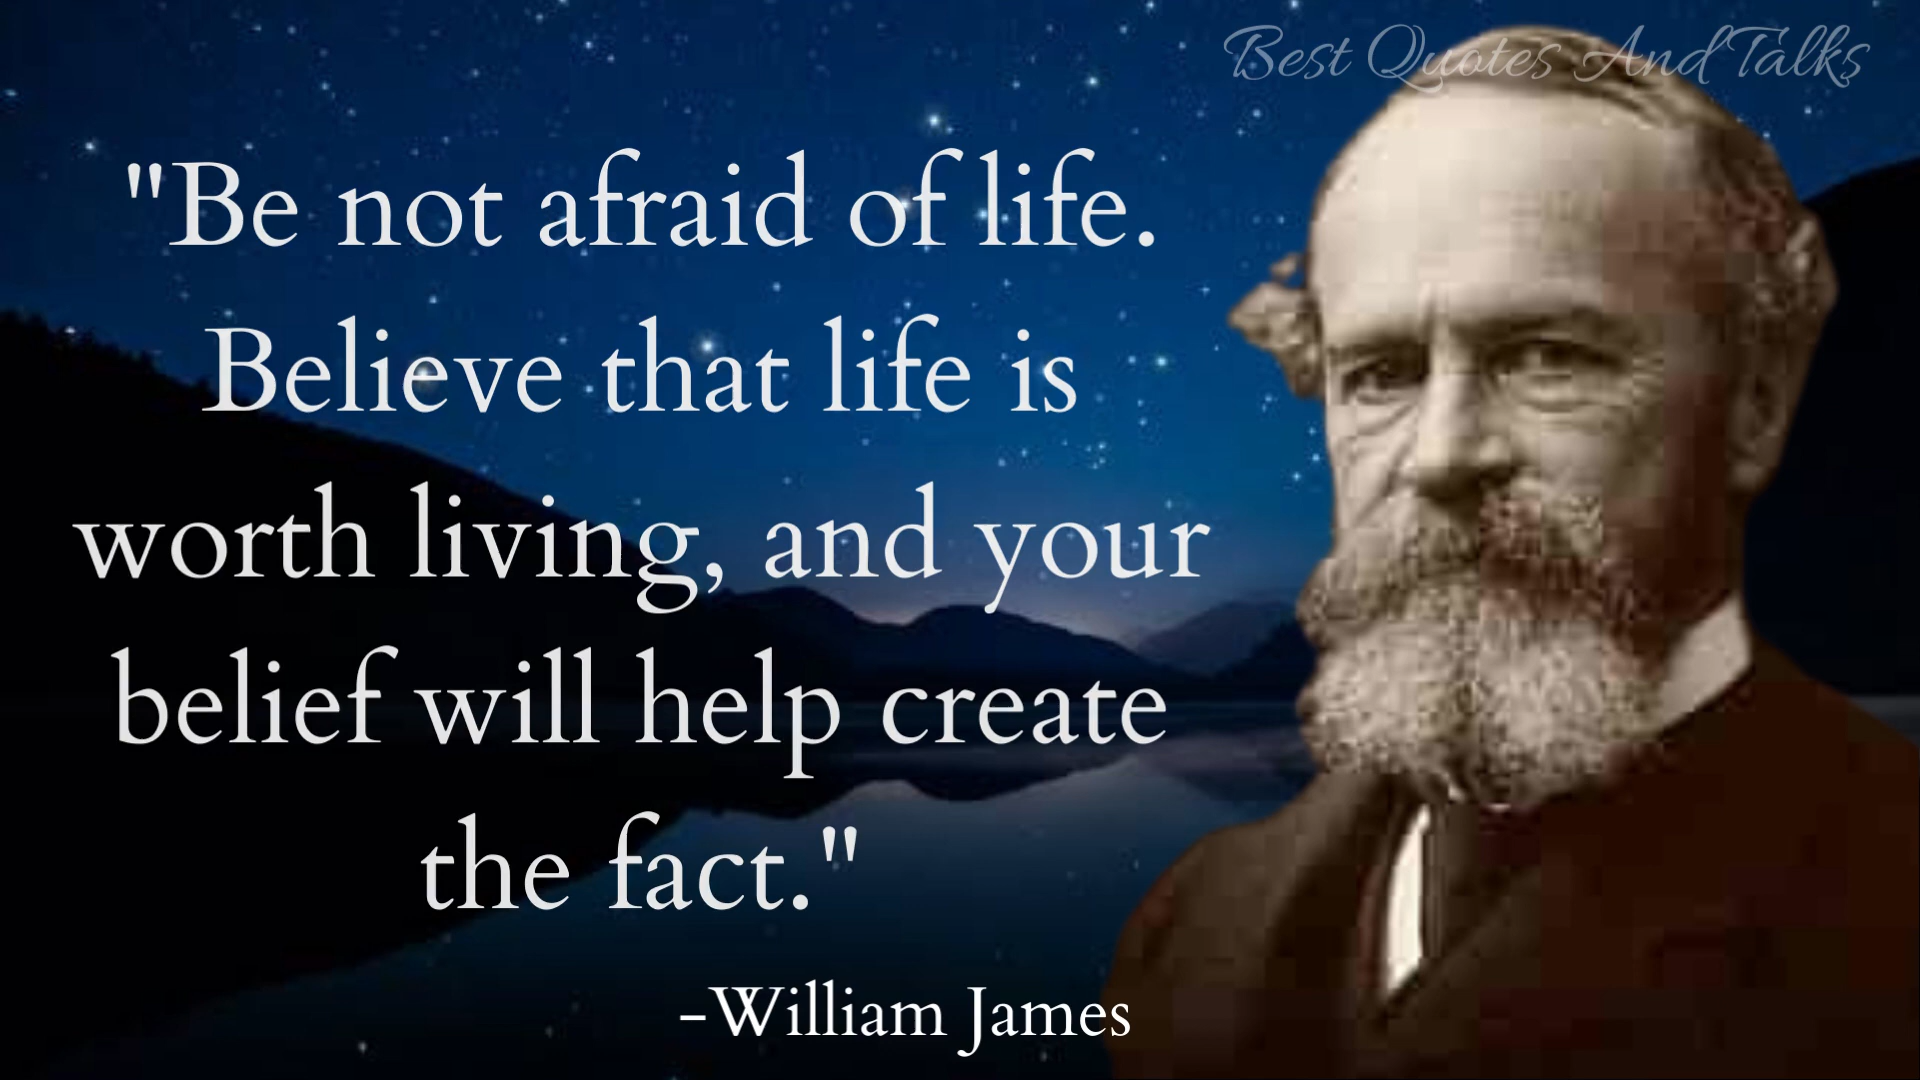 Best Quotes And Talks
"Be not afraid of life.
Believe that life is
worth living, and your
belief will help create
the fact."
-William James